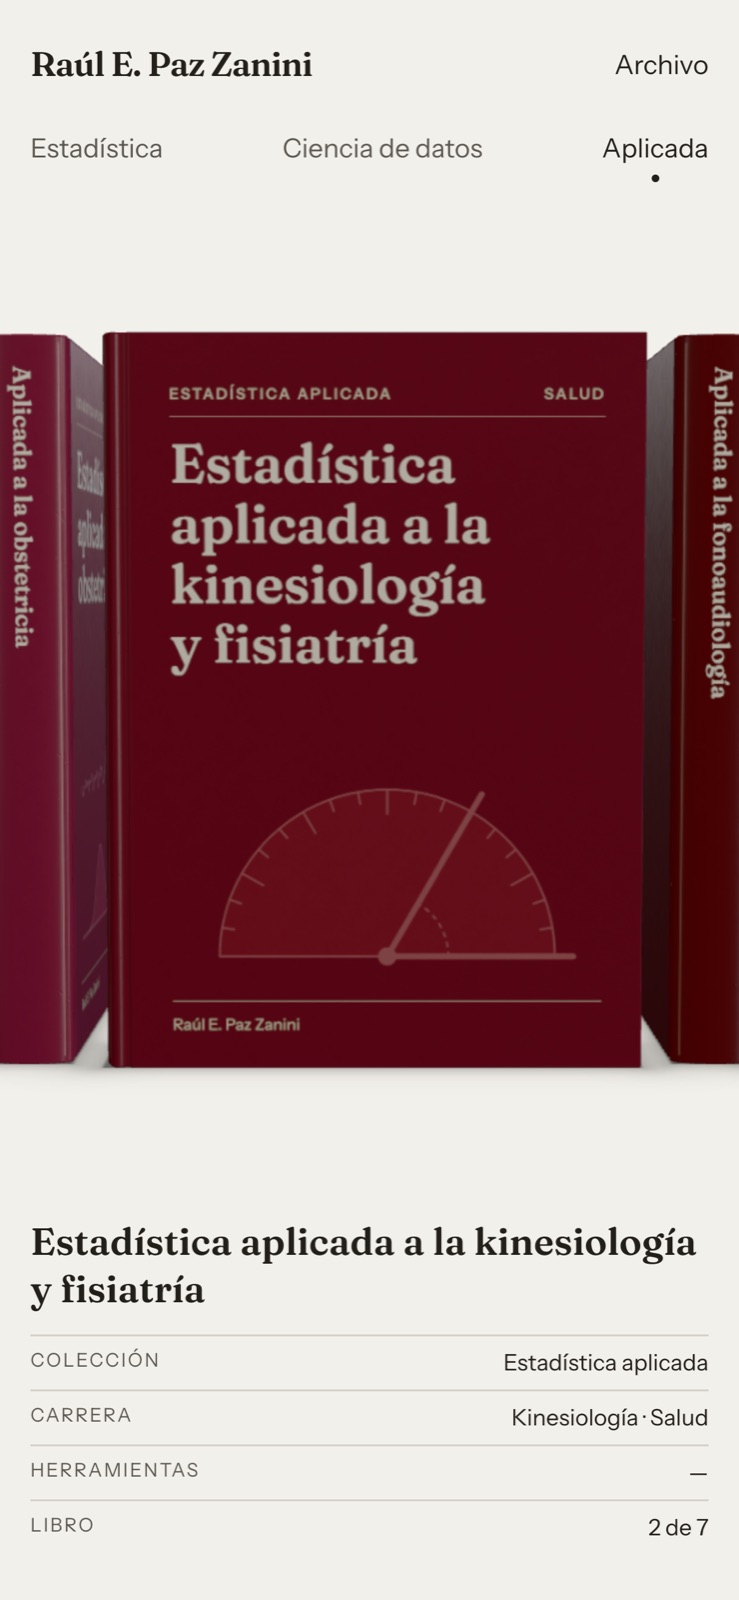 Raúl E. Paz Zanini
Archivo
Estadística
Ciencia de datos
Aplicada
Aplicada a la obstetricia
ESTADÍSTICA APLICADA
SALUD
Estadística
aplicada a la
kinesiología
y fisiatría
Raúl E. Paz Zanini
Aplicada a la fonoaudiología
Estadística aplicada a la kinesiología
y fisiatría
COLECCIÓN
Estadística aplicada
CARRERA
Kinesiología · Salud
HERRAMIENTAS
—
LIBRO
2 de 7